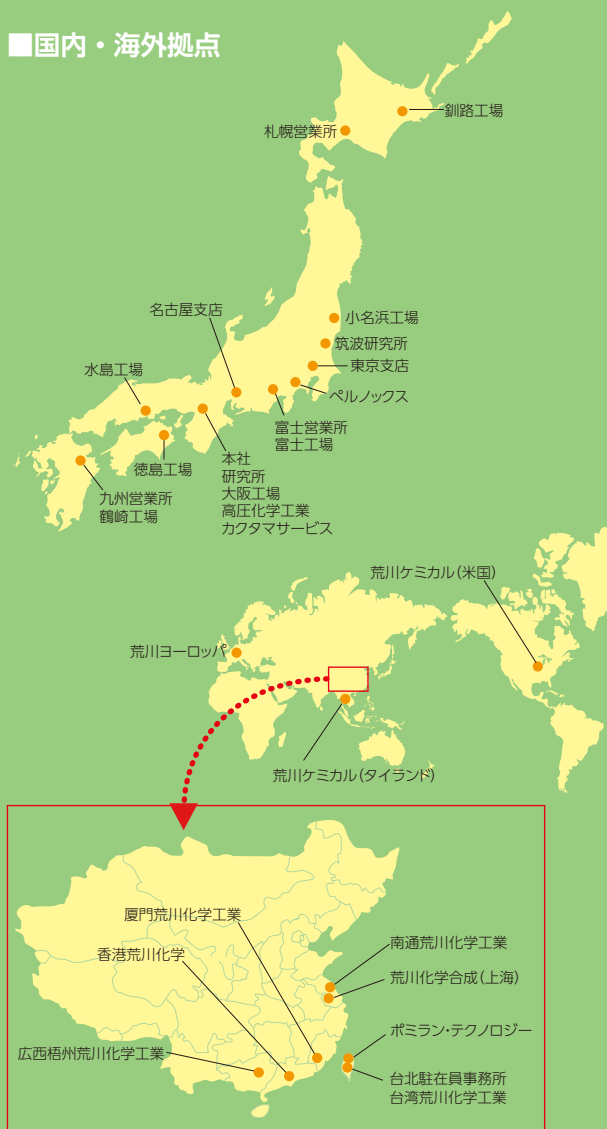 ■国内・海外拠点
釧路工場
札幌営業所
名古屋支店
小名浜工場
筑波研究所
東京支店
水島工場
ペルノックス
富士営業所
富士工場
徳島工場
本社
研究所
大阪工場
高圧化学工業
カクタマサービス
九州営業所
鶴崎工場
荒川ケミカル(米国)
荒川ヨーロッパ
荒川ケミカル(タイランド)
厦門荒川化学工業
香港荒川化学
南通荒川化学工業
荒川化学合成(上海)
ポミラン・テクノロジー
広西梧州荒川化学工業
台北駐在員事務所
台湾荒川化学工業